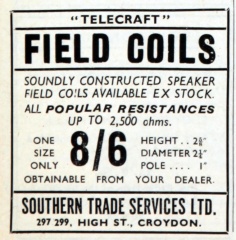 "TELECRAFT"
FIELD COILS
SOUNDLY CONSTRUCTED SPEAKER
FIELD COILS AVAILABLE EX STOCK.
ALL POPULAR RESISTANCES
UP TO 2,500 ohms.
ONE SIZE ONLY
8/6
HEIGHT .. 2⅜"
DIAMETER 2¼"
POLE .... 1"
OBTAINABLE FROM YOUR DEALER.
SOUTHERN TRADE SERVICES LTD.
297 299, HIGH ST., CROYDON.